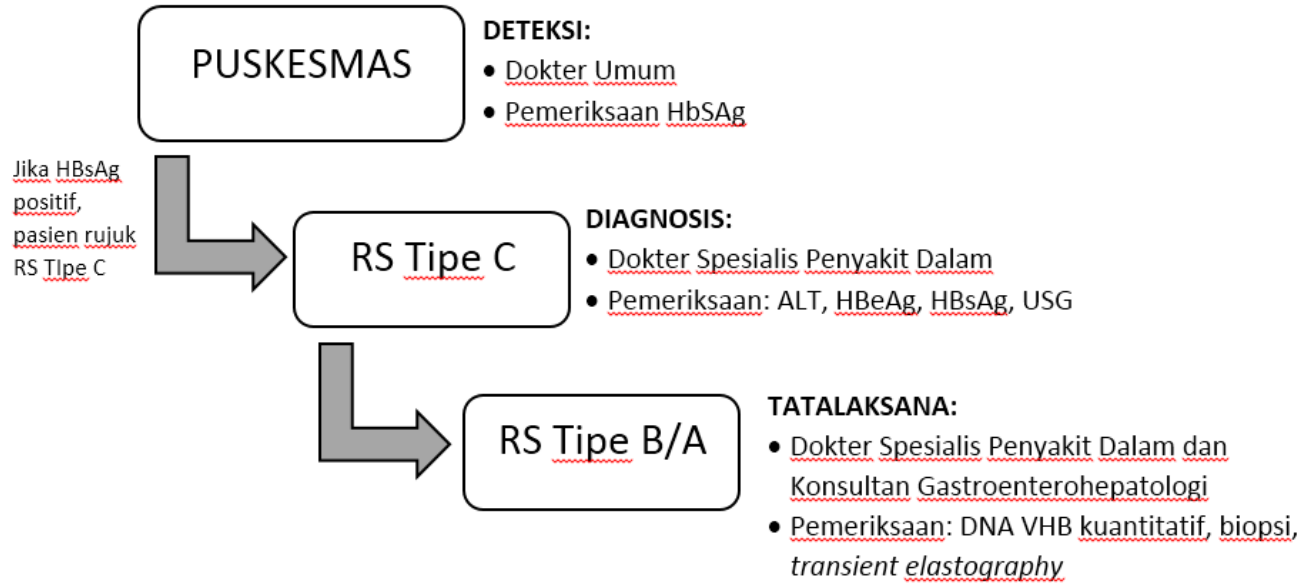 PUSKESMAS
DETEKSI:
• Dokter Umum
• Pemeriksaan HbSAg
Jika HBsAg
positif,
pasien rujuk
RS TIpe C
RS Tipe C
DIAGNOSIS:
• Dokter Spesialis Penyakit Dalam
• Pemeriksaan: ALT, HBeAg, HBsAg, USG
RS Tipe B/A
TATALAKSANA:
• Dokter Spesialis Penyakit Dalam dan
Konsultan Gastroenterohepatologi
• Pemeriksaan: DNA VHB kuantitatif, biopsi,
transient elastography